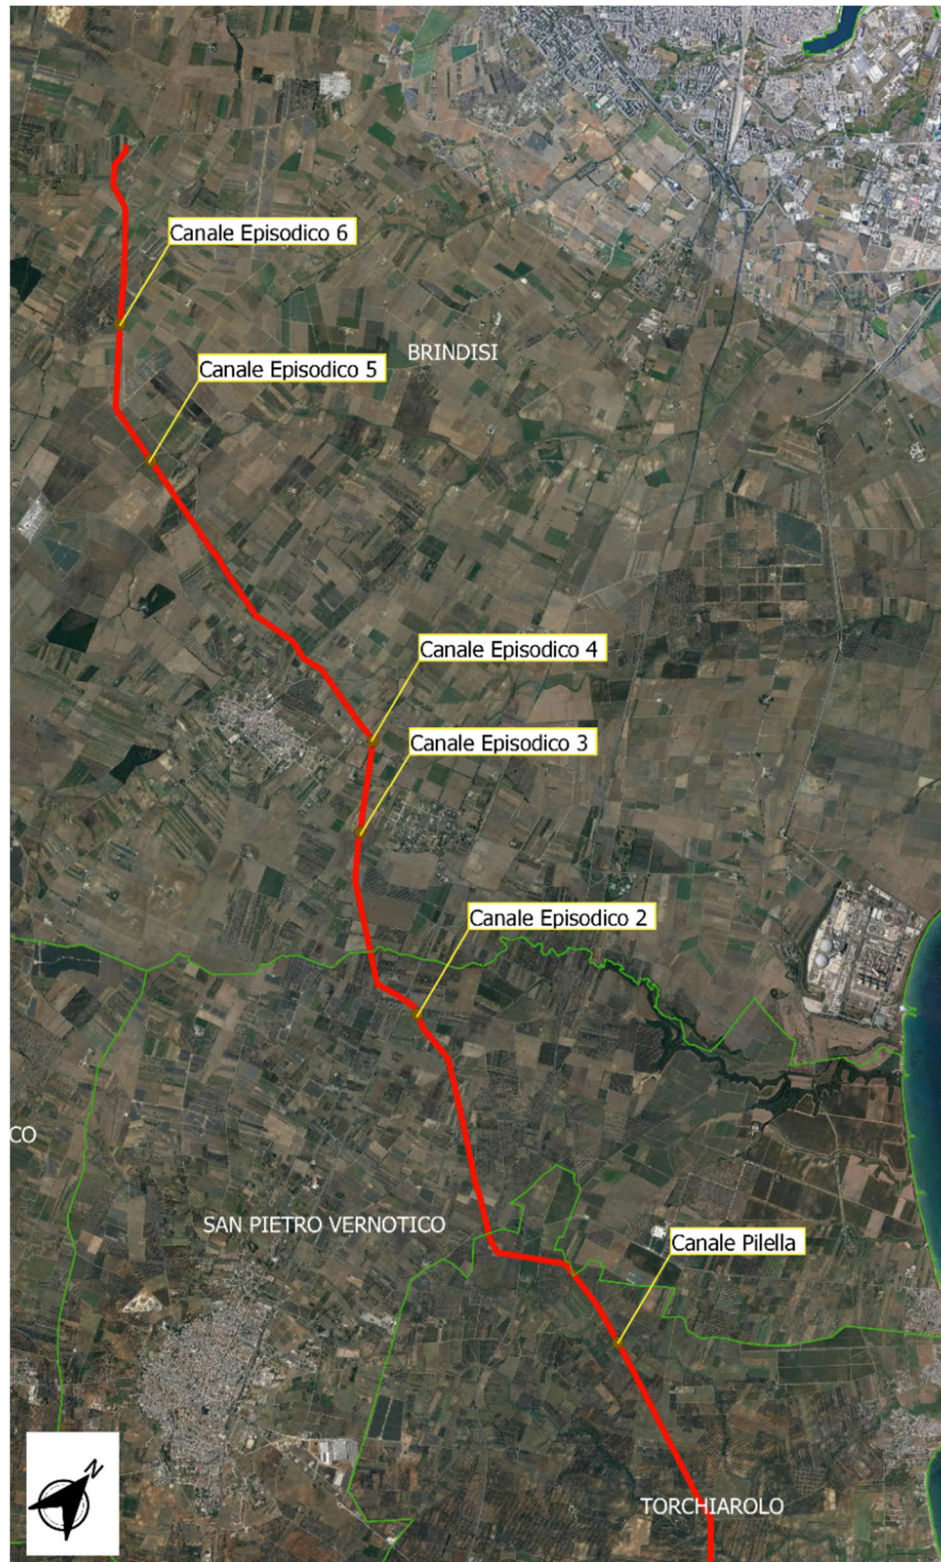 Canale Episodico 6
BRINDISI
Canale Episodico 5
Canale Episodico 4
Canale Episodico 3
Canale Episodico 2
CO
SAN PIETRO VERNOTICO
Canale Pilella
N
TORCHIAROLO